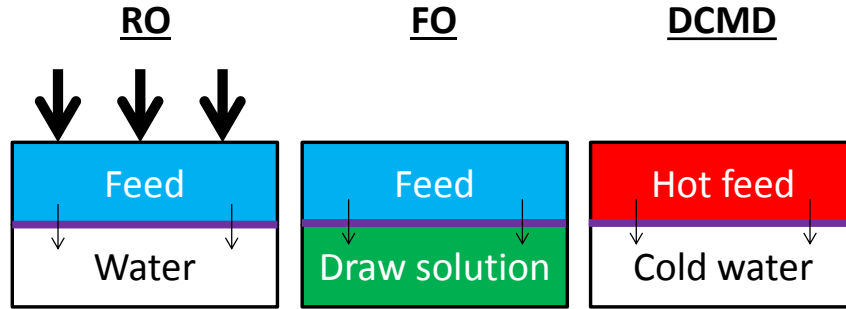 RO
FO
DCMD
Feed
Feed
Hot feed
Water
Draw solution
Cold water